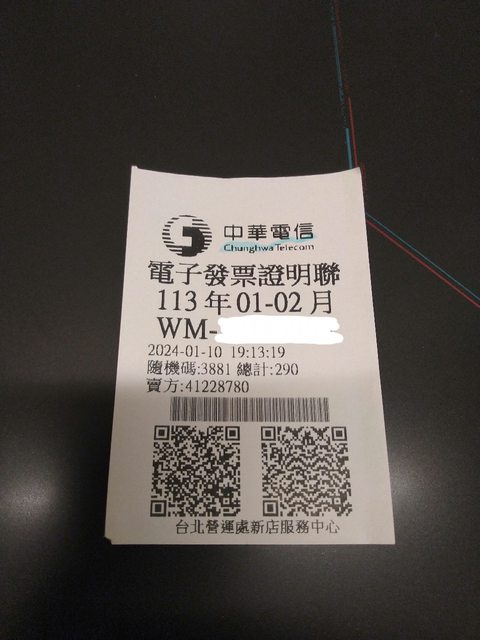 中華電信
Chunghwa Telecom
電子發票證明聯
113年01-02月
WM-
2024-01-10 19:13:19
隨機碼:3881 總計:290
賣方:41228780
台北營運處新店服務中心